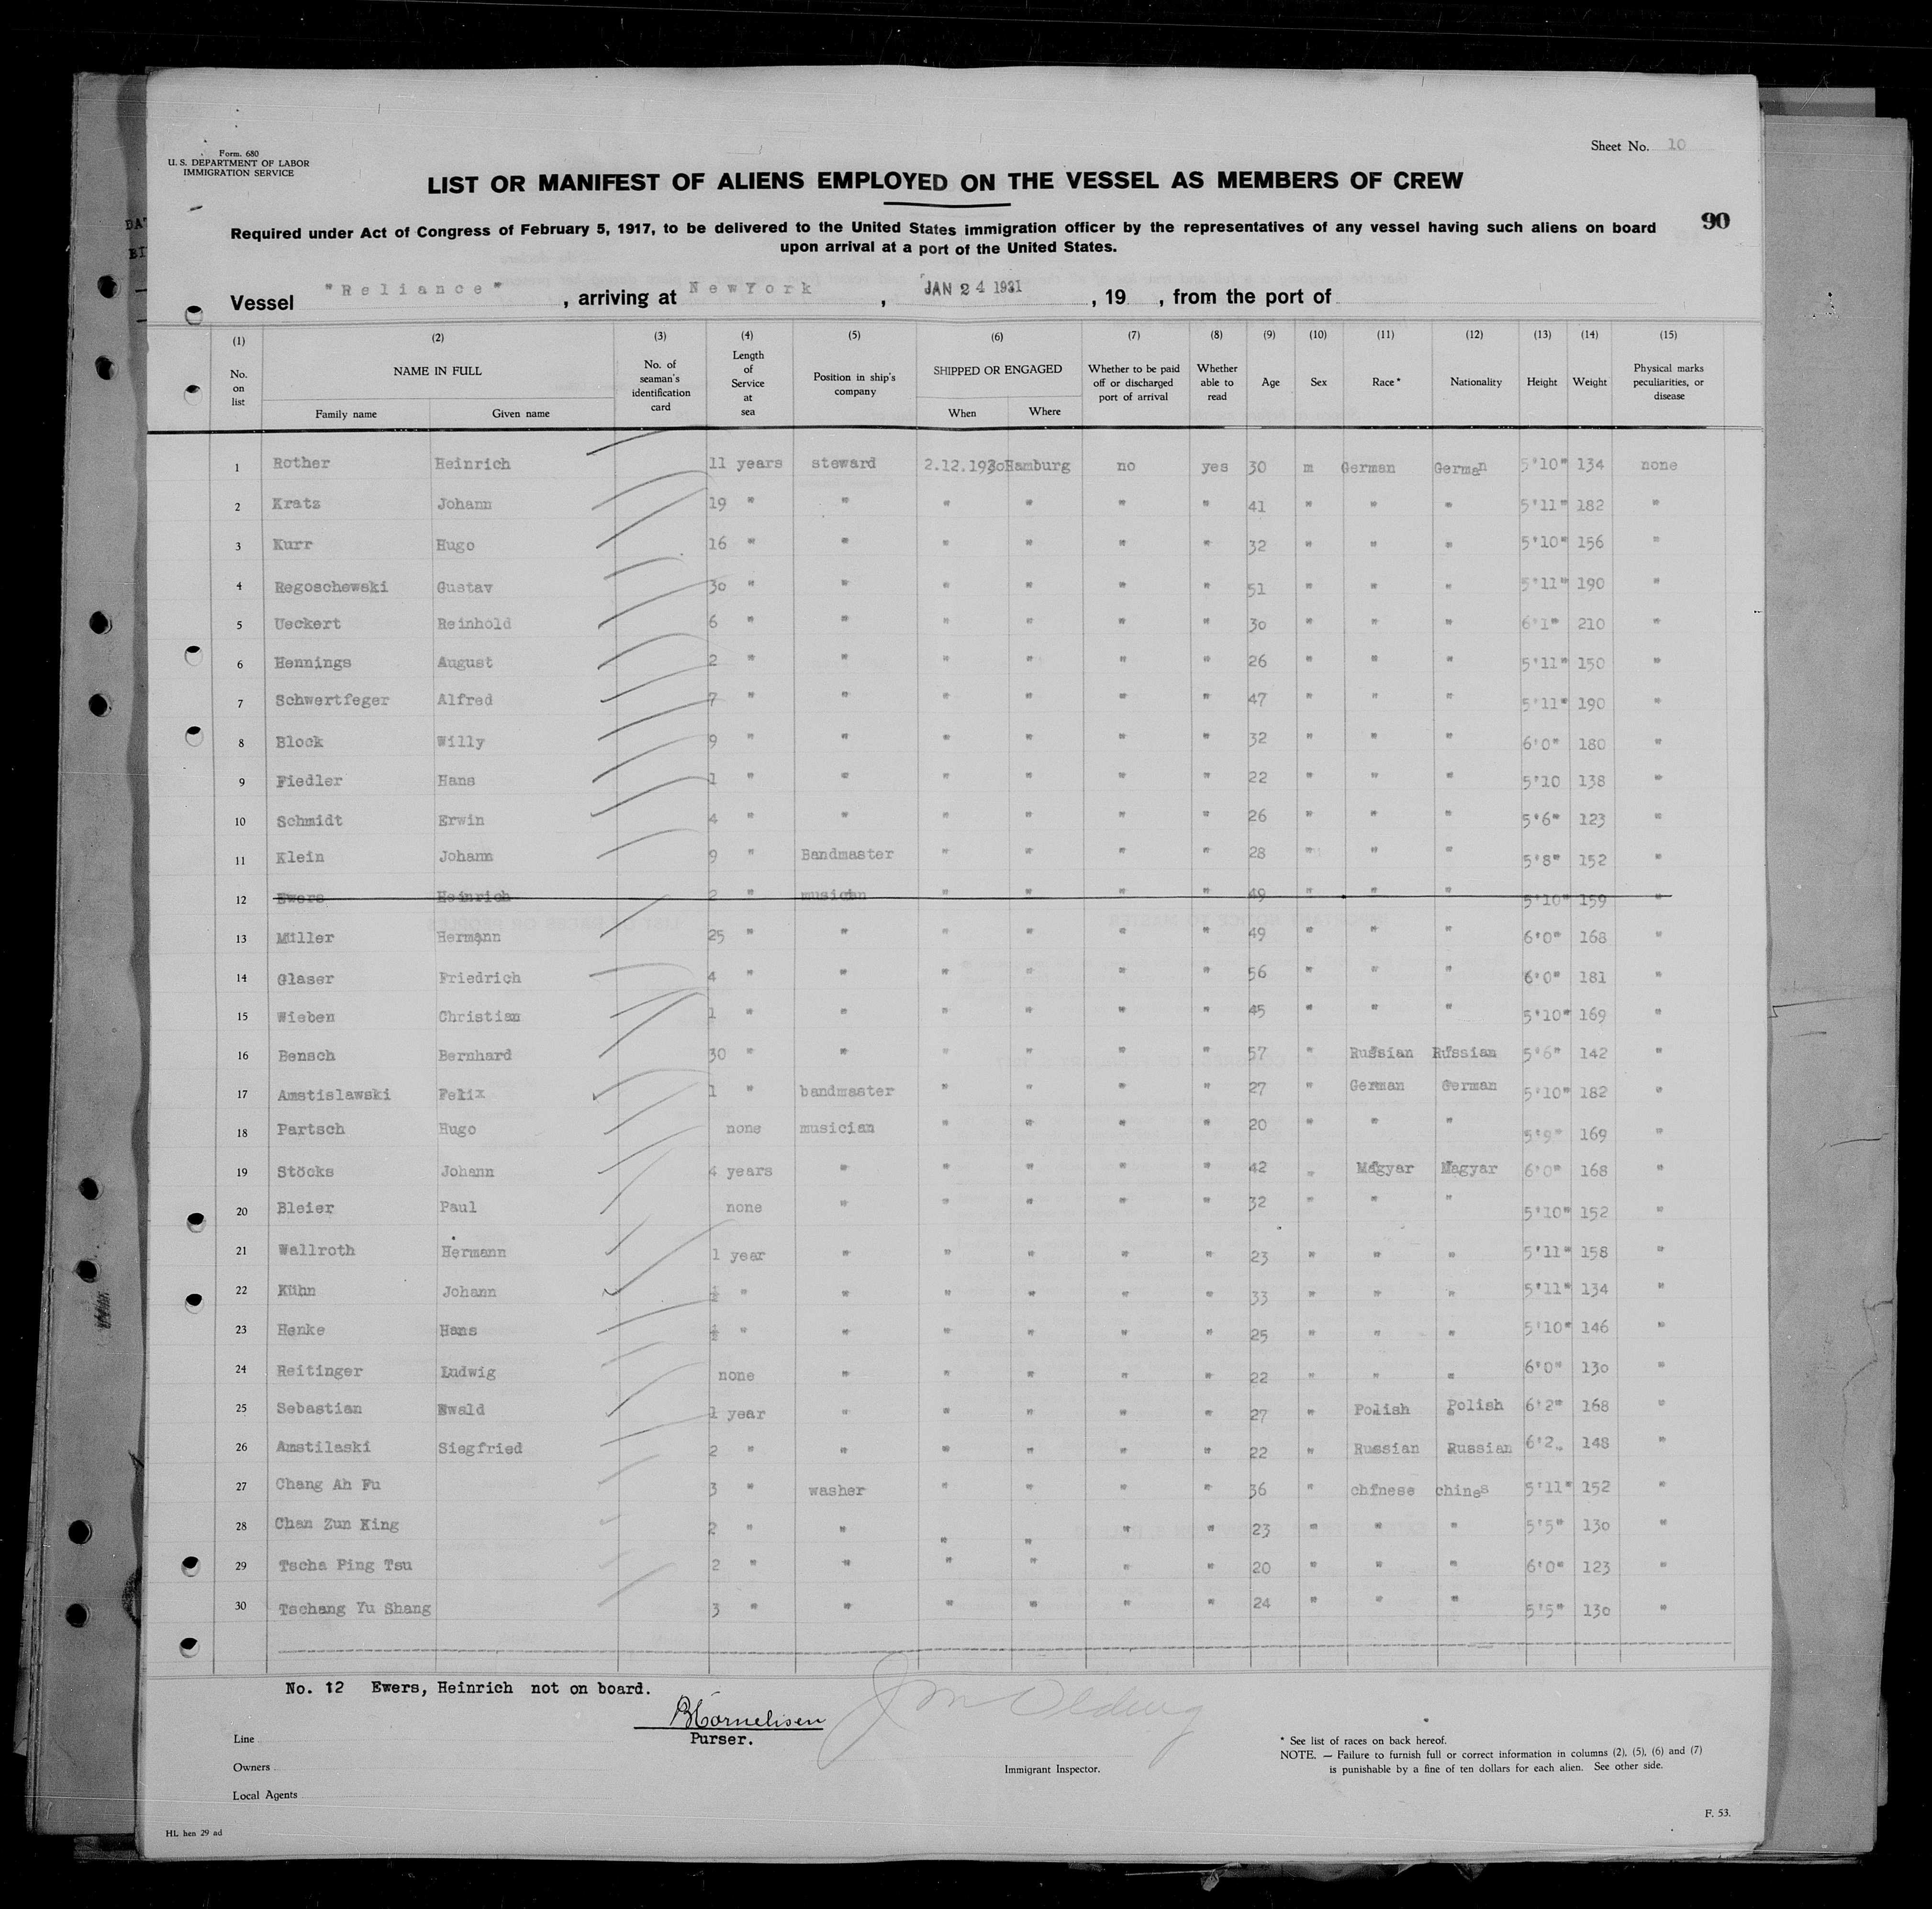 Form. 680
U. S. DEPARTMENT OF LABOR
IMMIGRATION SERVICE
Sheet No. 10
LIST OR MANIFEST OF ALIENS EMPLOYED ON THE VESSEL AS MEMBERS OF CREW
90
Required under Act of Congress of February 5, 1917, to be delivered to the United States immigration officer by the representatives of any vessel having such aliens on board
upon arrival at a port of the United States.
Vessel "Reliance", arriving at NewYork, JAN 24 1931, 19 , from the port of
(1) (2) (3) (4) (5) (6) (7) (8) (9) (10) (11) (12) (13) (14) (15)
No. on list NAME IN FULL Family name Given name No. of seaman's identification card Length of Service at sea Position in ship's company SHIPPED OR ENGAGED When Where Whether to be paid off or discharged port of arrival Whether able to read Age Sex Race* Nationality Height Weight Physical marks peculiarities, or disease
1 Rother Heinrich 11 years steward 2.12.1930 Hamburg no yes 30 m German German 5'10" 134 none
2 Kratz Johann 19 " " " " " " 41 " " " 5'11" 182 "
3 Kurr Hugo 16 " " " " " " 32 " " " 5'10" 156 "
4 Regoschewski Gustav 30 " " " " " " 51 " " " 5'11" 190 "
5 Ueckert Reinhold 6 " " " " " " 30 " " " 6'1" 210 "
6 Hennings August 2 " " " " " " 26 " " " 5'11" 150 "
7 Schwertfeger Alfred 7 " " " " " " 47 " " " 5'11" 190 "
8 Block Willy 9 " " " " " " 32 " " " 6'0" 180 "
9 Fiedler Hans 1 " " " " " " 22 " " " 5'10 138 "
10 Schmidt Erwin 4 " " " " " " 26 " " " 5'6" 123 "
11 Klein Johann 9 " Bandmaster " " " " 28 " " " 5'8" 152 "
12 Ewers Heinrich 2 " musician " " " " 49 " " " 5'10" 159
13 Müller Hermann 25 " " " " " " 49 " " " 6'0" 168 "
14 Glaser Friedrich 4 " " " " " " 56 " " " 6'0" 181 "
15 Wieben Christian 1 " " " " " " 45 " " " 5'10" 169 "
16 Bensch Bernhard 30 " " " " " " 57 " Russian Russian 5'6" 142 "
17 Amstislawski Felix 1 " bandmaster " " " " 27 " German German 5'10" 182 "
18 Partsch Hugo none musician " " " " 20 " " " 5'9" 169 "
19 Stöcks Johann 4 years " " " " " 42 " Magyar Magyar 6'0" 168 "
20 Bleier Paul none " " " " " 32 " " " 5'10" 152 "
21 Wallroth Hermann 1 year " " " " " 23 " " " 5'11" 158 "
22 Kühn Johann ½ " " " " " " 33 " " " 5'11" 134 "
23 Henke Hans ½ " " " " " " 25 " " " 5'10" 146 "
24 Reitinger Ludwig none " " " " " 22 " " " 6'0" 130 "
25 Sebastian Ewald 1 year " " " " " 27 " Polish Polish 6'2" 168 "
26 Amstilaski Siegfried 2 " " " " " " 22 " Russian Russian 6'2" 148 "
27 Chang Ah Fu 3 " washer " " " " 36 " chinese chines 5'11" 152 "
28 Chan Zun King 2 " " " " " " 23 " " " 5'5" 130 "
29 Tscha Ping Tsu 2 " " " " " " 20 " " " 6'0" 123 "
30 Tschang Yu Shang 3 " " " " " " 24 " " " 5'5" 130 "
No. 12 Ewers, Heinrich not on board.
BCornelisen
Purser.
Line
Owners
Local Agents
Immigrant Inspector.
* See list of races on back hereof.
NOTE. — Failure to furnish full or correct information in columns (2), (5), (6) and (7)
is punishable by a fine of ten dollars for each alien. See other side.
F. 53.
HL hen 29 ad